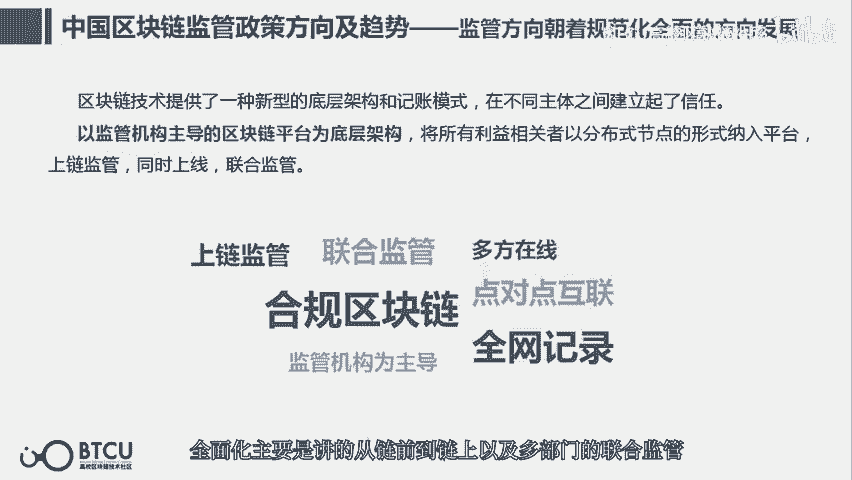 中国区块链监管政策方向及趋势——监管方向朝着规范化全面的方向发展
区块链技术提供了一种新型的底层架构和记账模式，在不同主体之间建立起了信任。
以监管机构主导的区块链平台为底层架构，将所有利益相关者以分布式节点的形式纳入平台，
上链监管，同时上线，联合监管。
上链监管 联合监管 多方在线
点对点互联
合规区块链
全网记录
监管机构为主导
BTCU
高校区块链技术社区
全面化主要是讲的从链前到链上以及多部门的联合监管